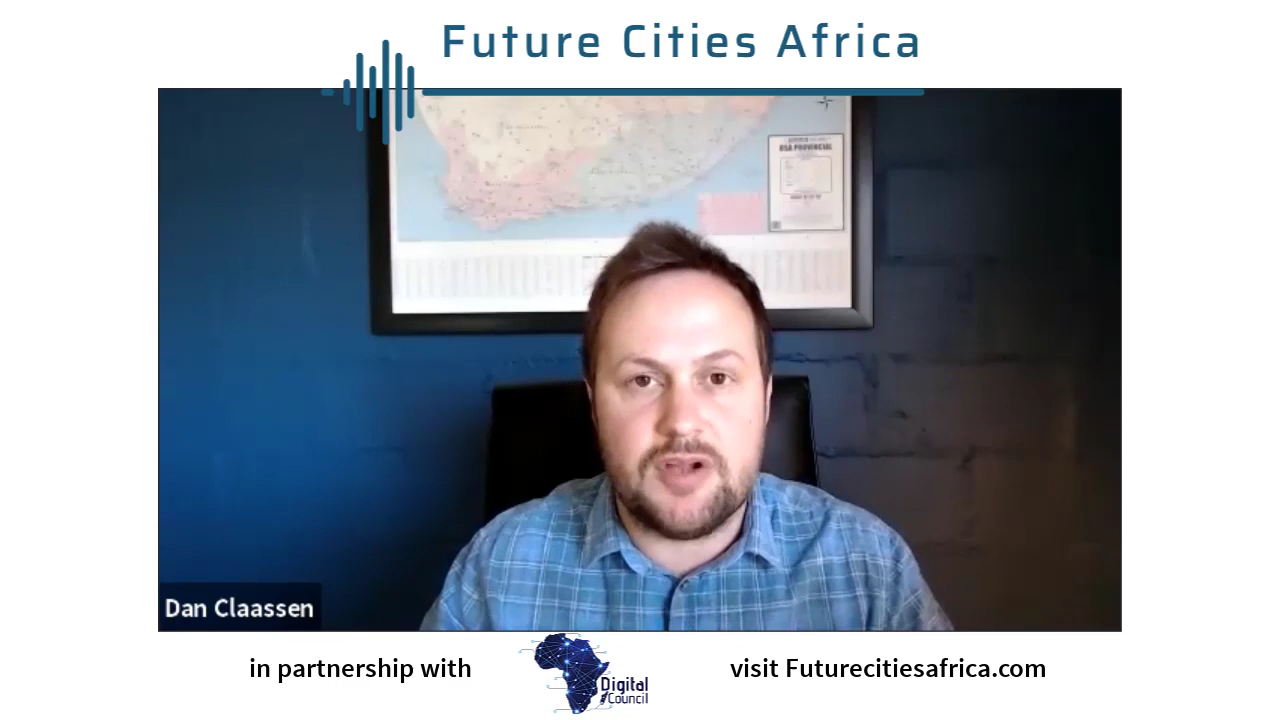 Future Cities Africa
RSA PROVINCIAL
Dan Claassen
in partnership with
Digital
Council
visit Futurecitiesafrica.com